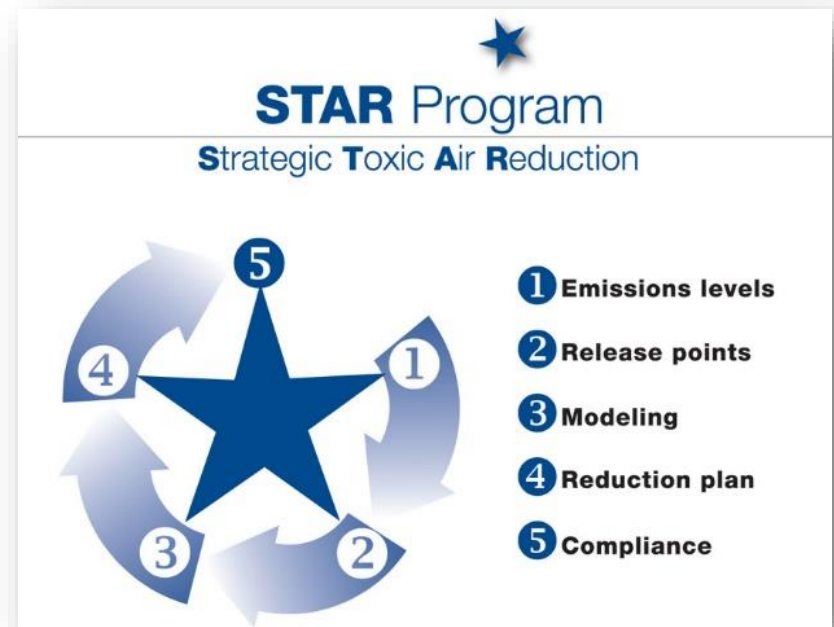 STAR Program
Strategic Toxic Air Reduction
5
4
1
3
2
1 Emissions levels
2 Release points
3 Modeling
4 Reduction plan
5 Compliance